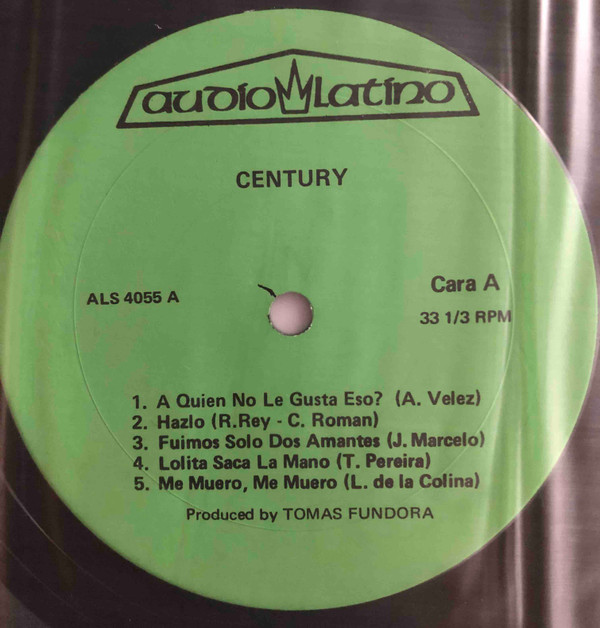 audio Latino
CENTURY
ALS 4055 A
Cara A
33 1/3 RPM
1. A Quien No Le Gusta Eso? (A. Velez)
2. Hazlo (R.Rey - C. Roman)
3. Fuimos Solo Dos Amantes (J. Marcelo)
4. Lolita Saca La Mano (T. Pereira)
5. Me Muero, Me Muero (L. de la Colina)
Produced by TOMAS FUNDORA